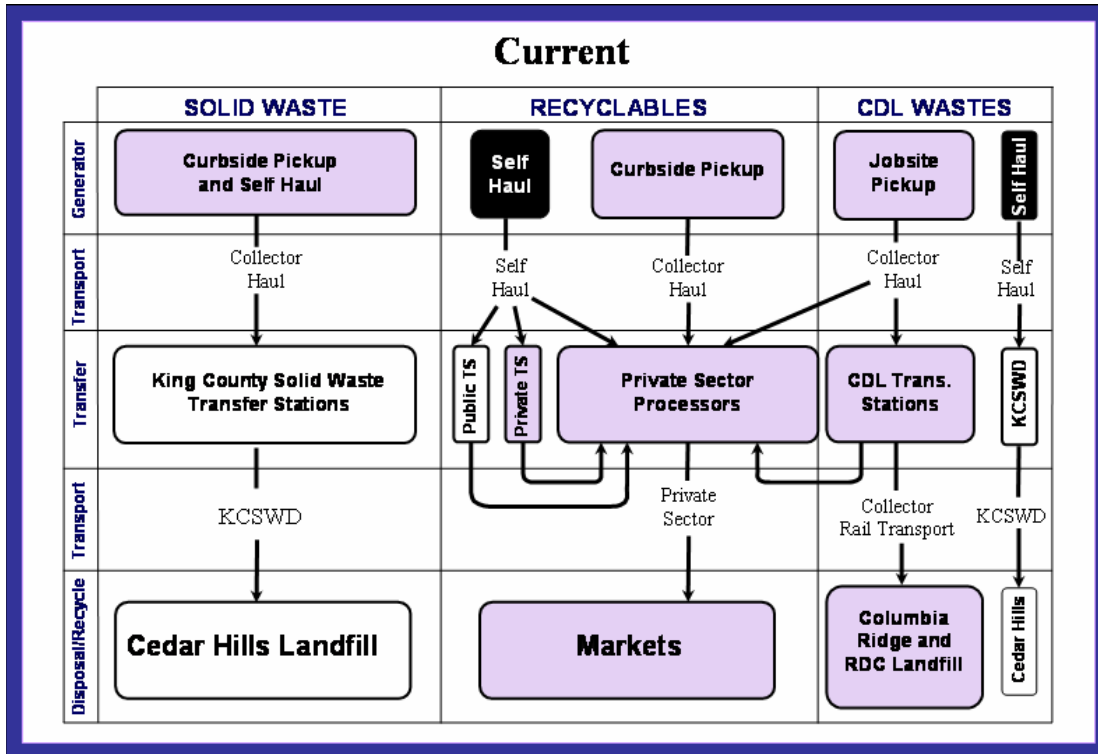 Current
SOLID WASTE
RECYCLABLES
CDL WASTES
Generator
Curbside Pickup
and Self Haul
Self
Haul
Curbside Pickup
Jobsite
Pickup
Self Haul
Transport
Collector
Haul
Self
Haul
Collector
Haul
Collector
Haul
Self
Haul
Transfer
King County Solid Waste
Transfer Stations
Public TS
Private TS
Private Sector
Processors
CDL Trans.
Stations
KCSWD
Transport
KCSWD
Private
Sector
Collector
Rail Transport
KCSWD
Disposal/Recycle
Cedar Hills Landfill
Markets
Columbia
Ridge and
RDC Landfill
Cedar Hills